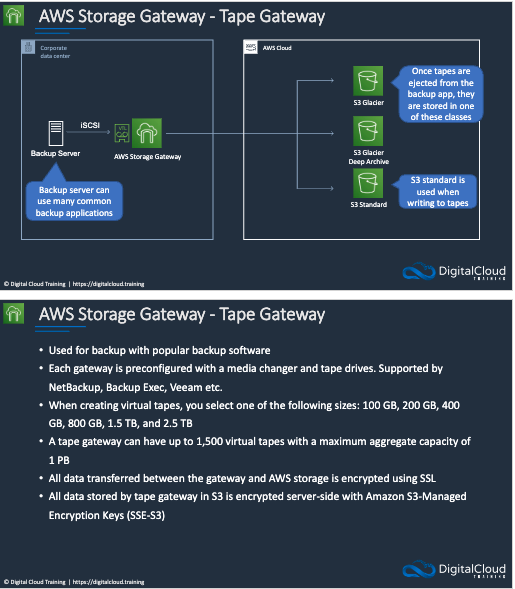 AWS Storage Gateway - Tape Gateway
Corporate
data center
AWS Cloud
Once tapes are
ejected from the
backup app, they
are stored in one
of these classes
S3 Glacier
iSCSI
VTL
Backup Server
AWS Storage Gateway
S3 Glacier
Deep Archive
Backup server can
use many common
backup applications
S3 standard is
used when
writing to tapes
S3 Standard
DigitalCloud
TRAINING
© Digital Cloud Training | https://digitalcloud.training
AWS Storage Gateway - Tape Gateway
• Used for backup with popular backup software
• Each gateway is preconfigured with a media changer and tape drives. Supported by
NetBackup, Backup Exec, Veeam etc.
• When creating virtual tapes, you select one of the following sizes: 100 GB, 200 GB, 400
GB, 800 GB, 1.5 TB, and 2.5 TB
• A tape gateway can have up to 1,500 virtual tapes with a maximum aggregate capacity of
1 PB
• All data transferred between the gateway and AWS storage is encrypted using SSL
• All data stored by tape gateway in S3 is encrypted server-side with Amazon S3-Managed
Encryption Keys (SSE-S3)
DigitalCloud
TRAINING
© Digital Cloud Training | https://digitalcloud.training